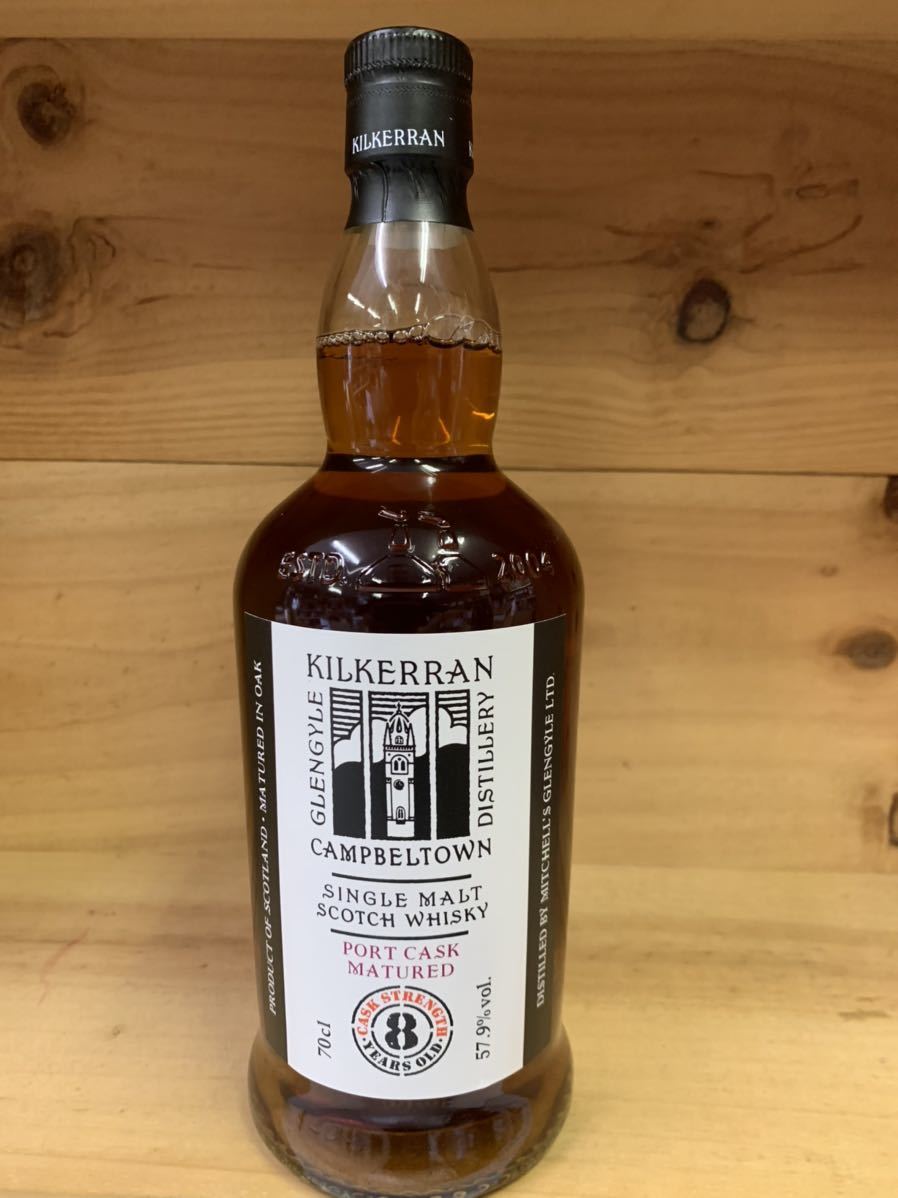 KILKERRAN
ESTD. 2004
KILKERRAN
GLENGYLE
DISTILLERY
CAMPBELTOWN
SINGLE MALT
SCOTCH WHISKY
PORT CASK
MATURED
70cl
CASK STRENGTH
8
YEARS OLD
57.9% vol.
PRODUCT OF SCOTLAND • MATURED IN OAK
DISTILLED BY MITCHELL'S GLENGYLE LTD.